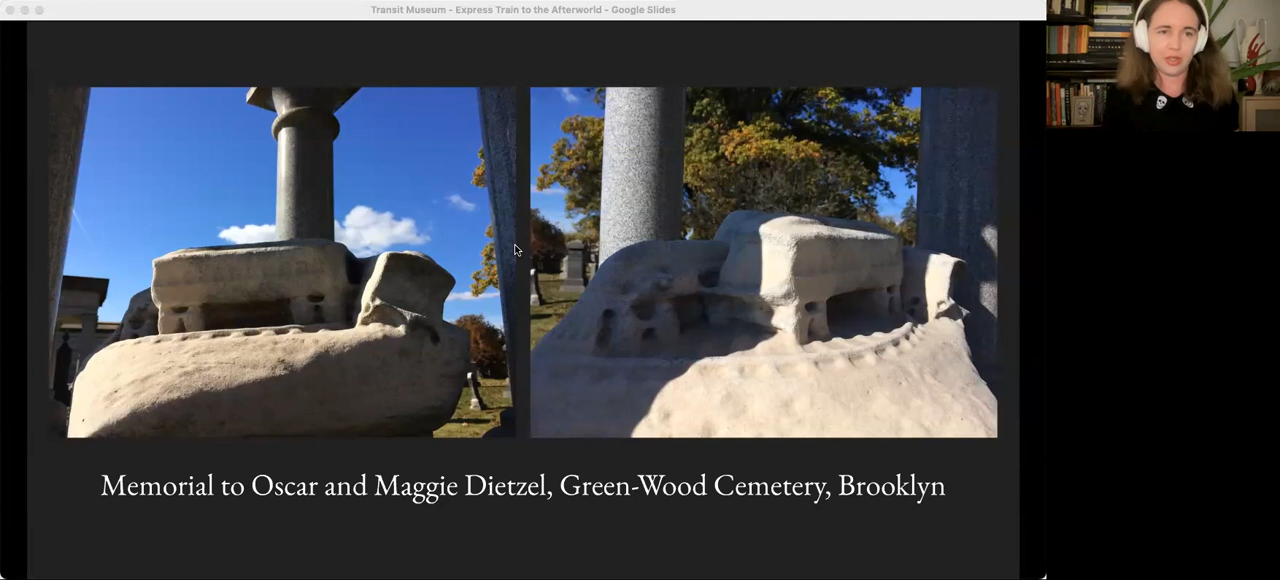 Transit Museum - Express Train to the Afterworld - Google Slides
Memorial to Oscar and Maggie Dietzel, Green-Wood Cemetery, Brooklyn